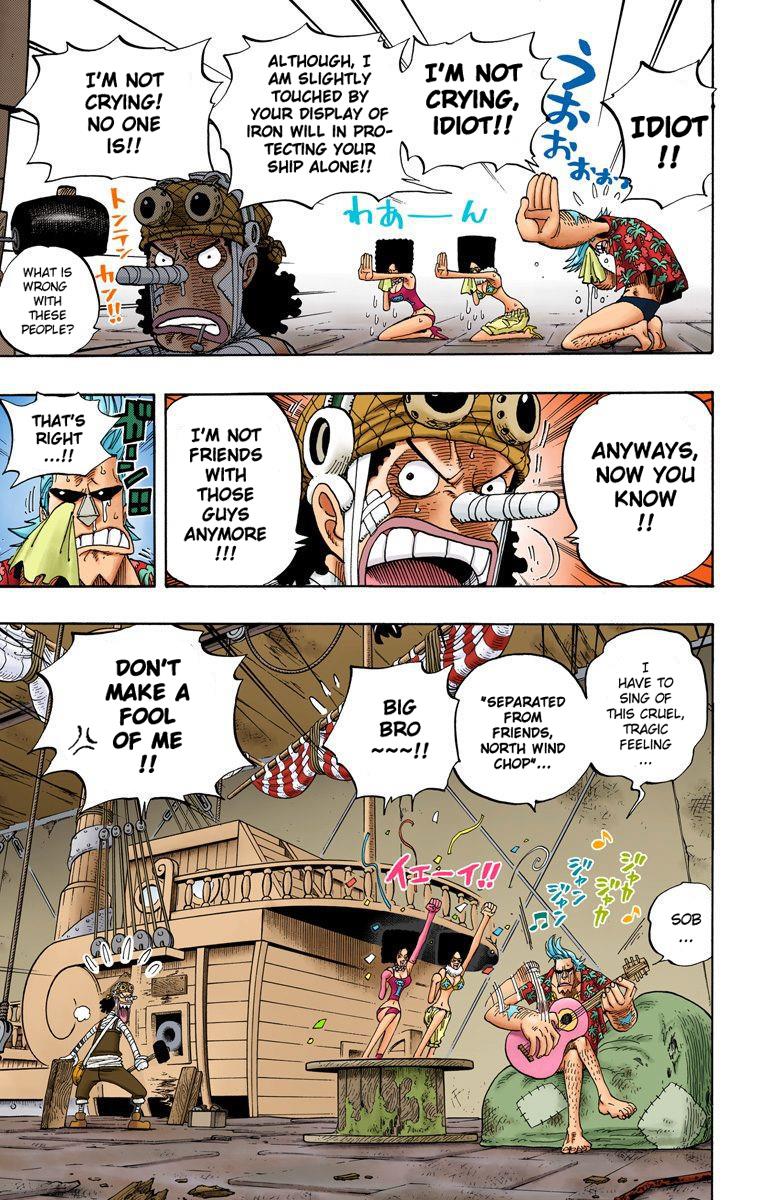 IDIOT
!!
うおおおおぉっ
I'M NOT
CRYING,
IDIOT!!
ALTHOUGH, I
AM SLIGHTLY
TOUCHED BY
YOUR DISPLAY OF
IRON WILL IN PRO-
TECTING YOUR
SHIP ALONE!!
I'M NOT
CRYING!
NO ONE
IS!!
わあーーん
トンテン
カン!!
WHAT IS
WRONG
WITH
THESE
PEOPLE?
ANYWAYS,
NOW YOU
KNOW
!!
I'M NOT
FRIENDS
WITH
THOSE
GUYS
ANYMORE
!!!
THAT'S
RIGHT
...!!
I
HAVE TO
SING OF
THIS CRUEL,
TRAGIC
FEELING
...
"SEPARATED
FROM
FRIENDS,
NORTH WIND
CHOP"...
BIG
BRO
~~~!!
DON'T
MAKE A
FOOL
OF ME
!!
ジャカ
ジャカ
ジャン
ジャン
イエーイ!!
SOB
...